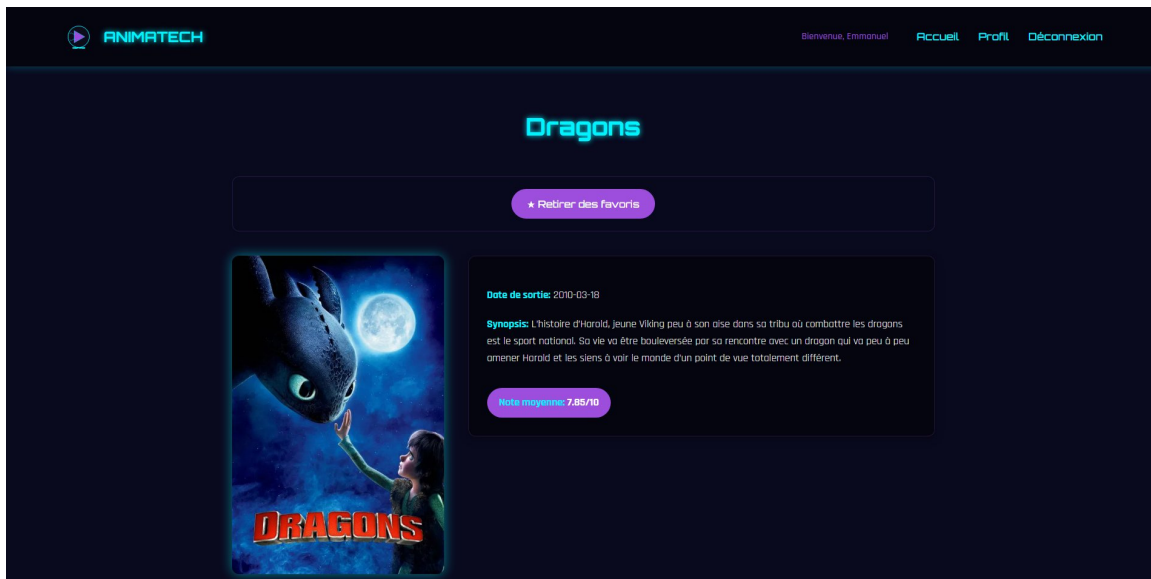 ANIMATECH
Bienvenue, Emmanuel
Accueil
Profil
Déconnexion
Dragons
★ Retirer des favoris
Date de sortie: 2010-03-18
Synopsis: L'histoire d'Harold, jeune Viking peu à son aise dans sa tribu où combattre les dragons
est le sport national. Sa vie va être bouleversée par sa rencontre avec un dragon qui va peu à peu
amener Harold et les siens à voir le monde d'un point de vue totalement différent.
Note moyenne: 7.85/10
DRAGONS